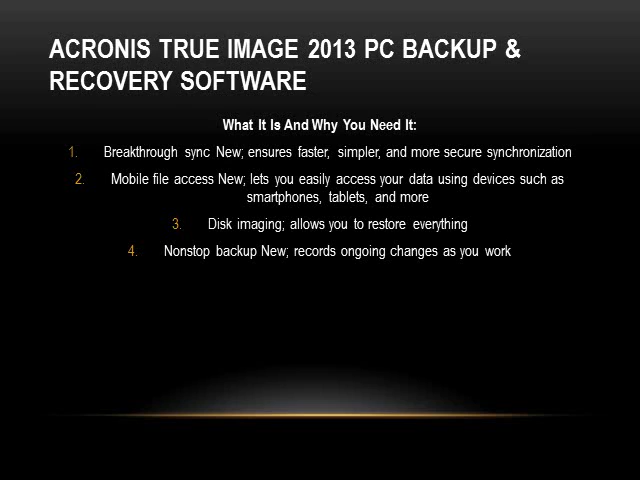 ACRONIS TRUE IMAGE 2013 PC BACKUP &
RECOVERY SOFTWARE
What It Is And Why You Need It:
1. Breakthrough sync New; ensures faster, simpler, and more secure synchronization
2. Mobile file access New; lets you easily access your data using devices such as
smartphones, tablets, and more
3. Disk imaging; allows you to restore everything
4. Nonstop backup New; records ongoing changes as you work